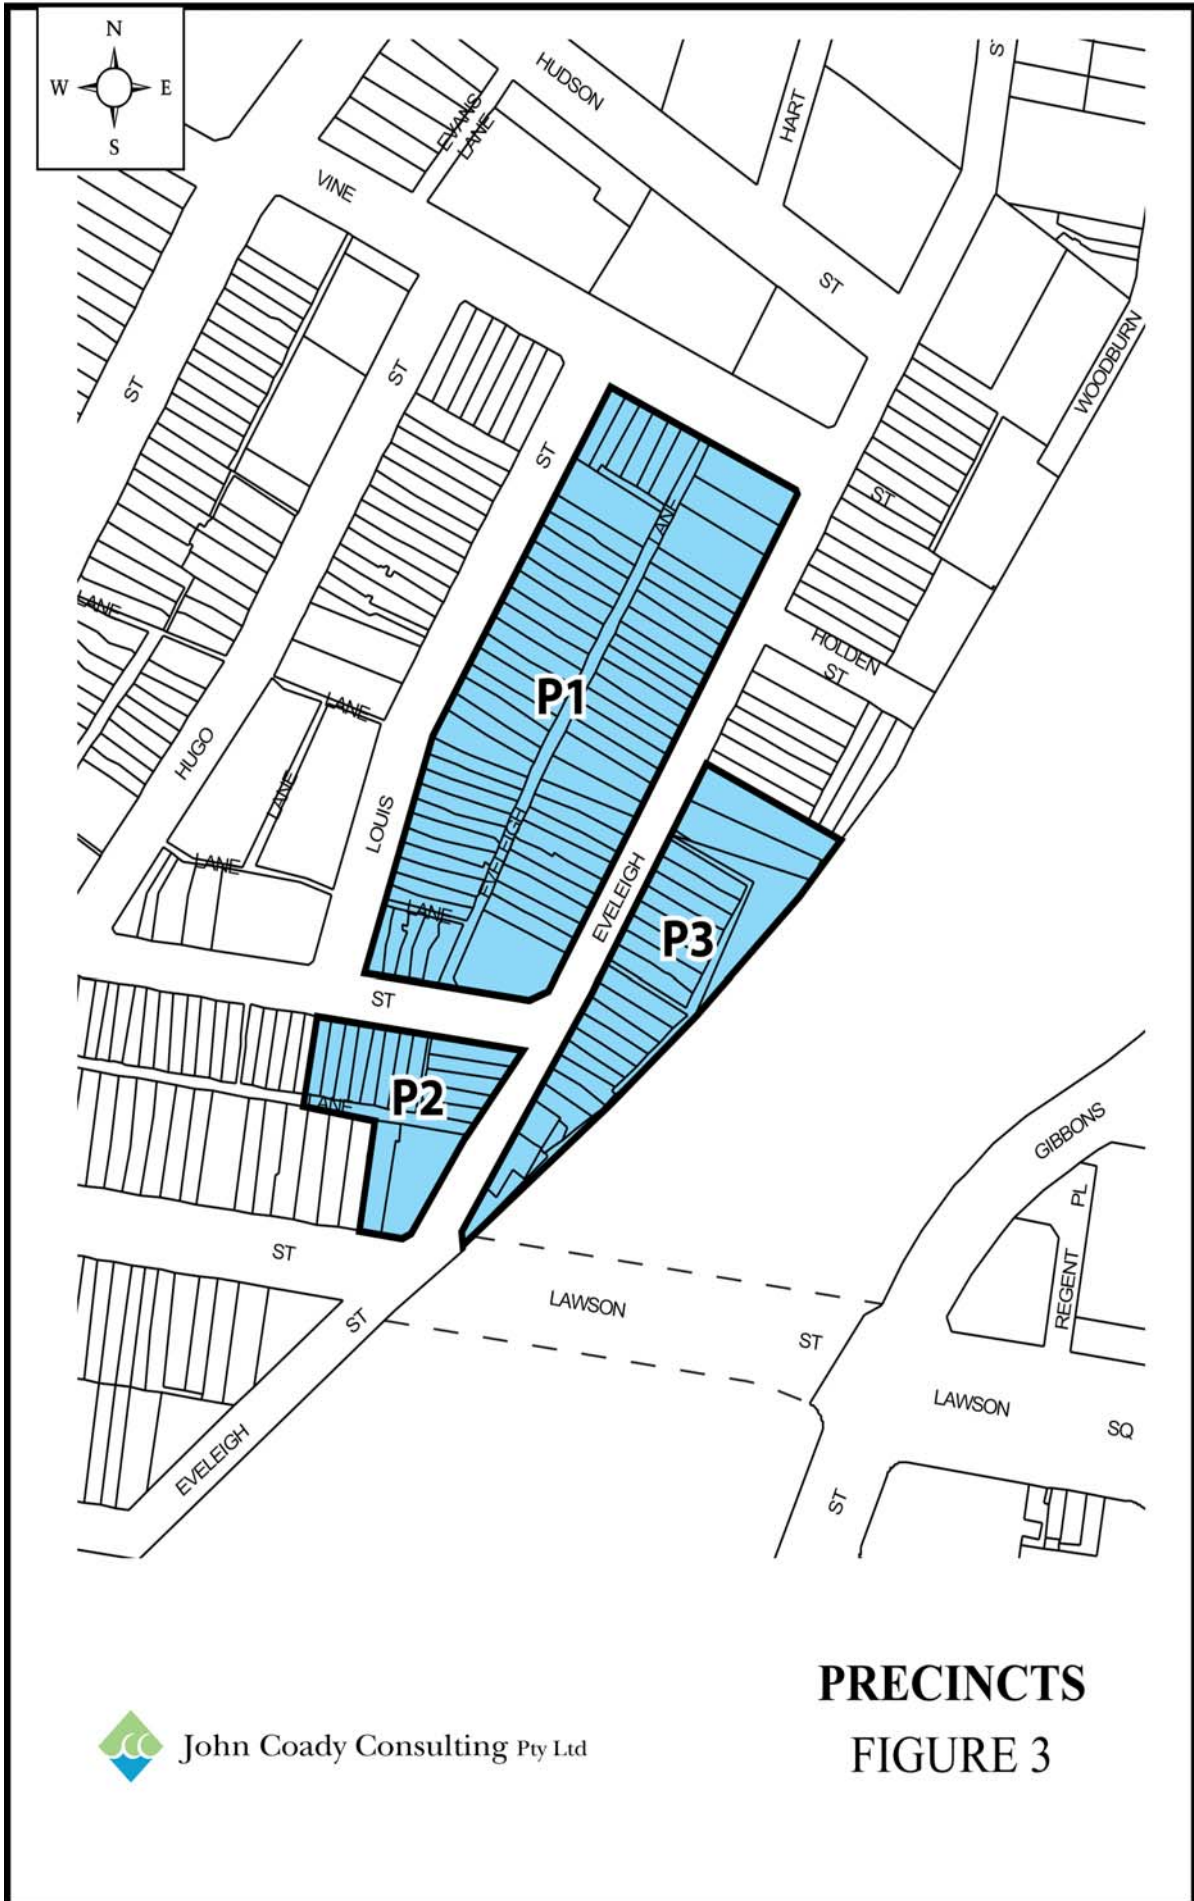 N
W E
S
HUDSON
EVANS
LANE
HART
ST
VINE
ST
WOODBURN
ST
ST
ST
ST
LANE
LANE
HOLDEN
ST
P1
LANE
HUGO
LANE
LOUIS
LANE
EVELEIGH
LANE
EVELEIGH
P3
ST
P2
LANE
GIBBONS
PL
REGENT
ST
LAWSON
ST
ST
LAWSON
SQ
EVELEIGH
ST
PRECINCTS
FIGURE 3
John Coady Consulting Pty Ltd